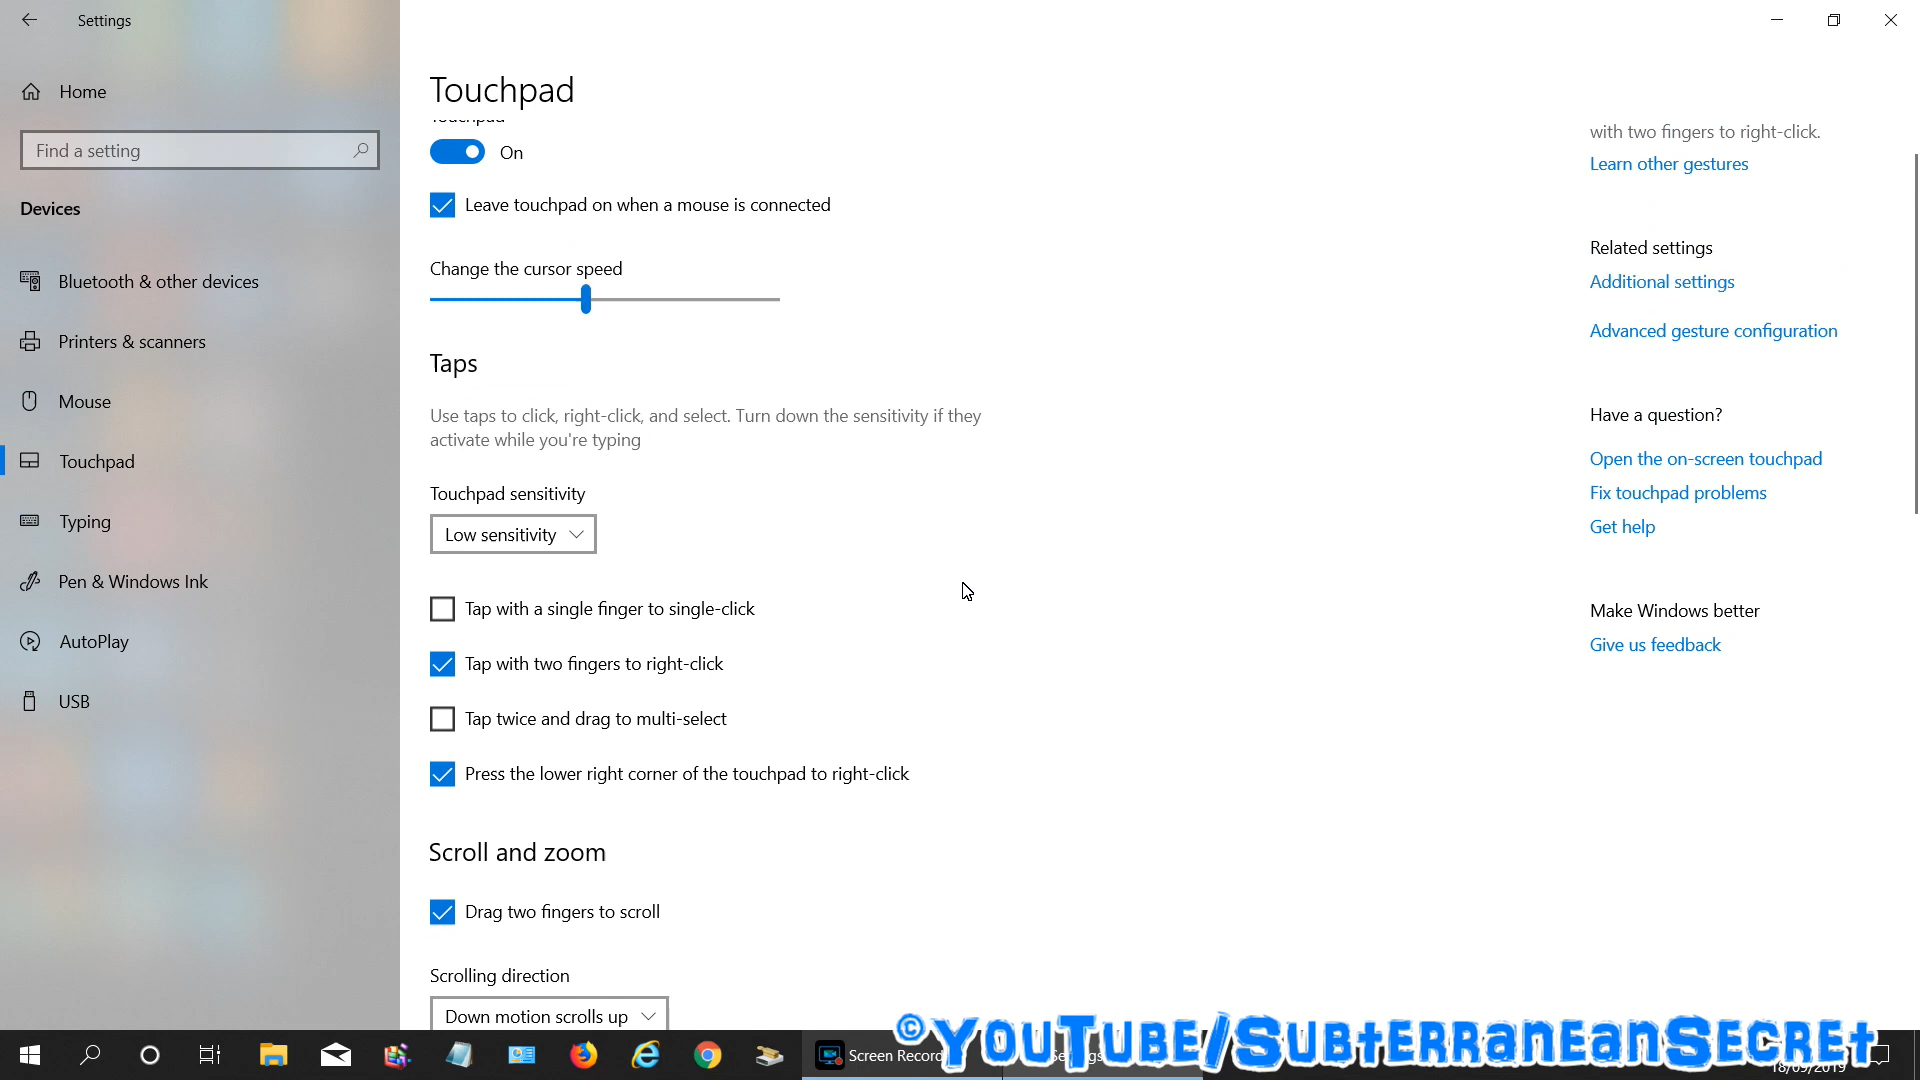 Settings
Home
Find a setting
Devices
Bluetooth & other devices
Printers & scanners
Mouse
Touchpad
Typing
Pen & Windows Ink
AutoPlay
USB
Touchpad
Touchpad
On
Leave touchpad on when a mouse is connected
Change the cursor speed
Taps
Use taps to click, right-click, and select. Turn down the sensitivity if they
activate while you're typing
Touchpad sensitivity
Low sensitivity
Tap with a single finger to single-click
Tap with two fingers to right-click
Tap twice and drag to multi-select
Press the lower right corner of the touchpad to right-click
Scroll and zoom
Drag two fingers to scroll
Scrolling direction
Down motion scrolls up
with two fingers to right-click.
Learn other gestures
Related settings
Additional settings
Advanced gesture configuration
Have a question?
Open the on-screen touchpad
Fix touchpad problems
Get help
Make Windows better
Give us feedback
Screen Record
Settings
18/09/2019
©YouTube/SubterraneanSecret